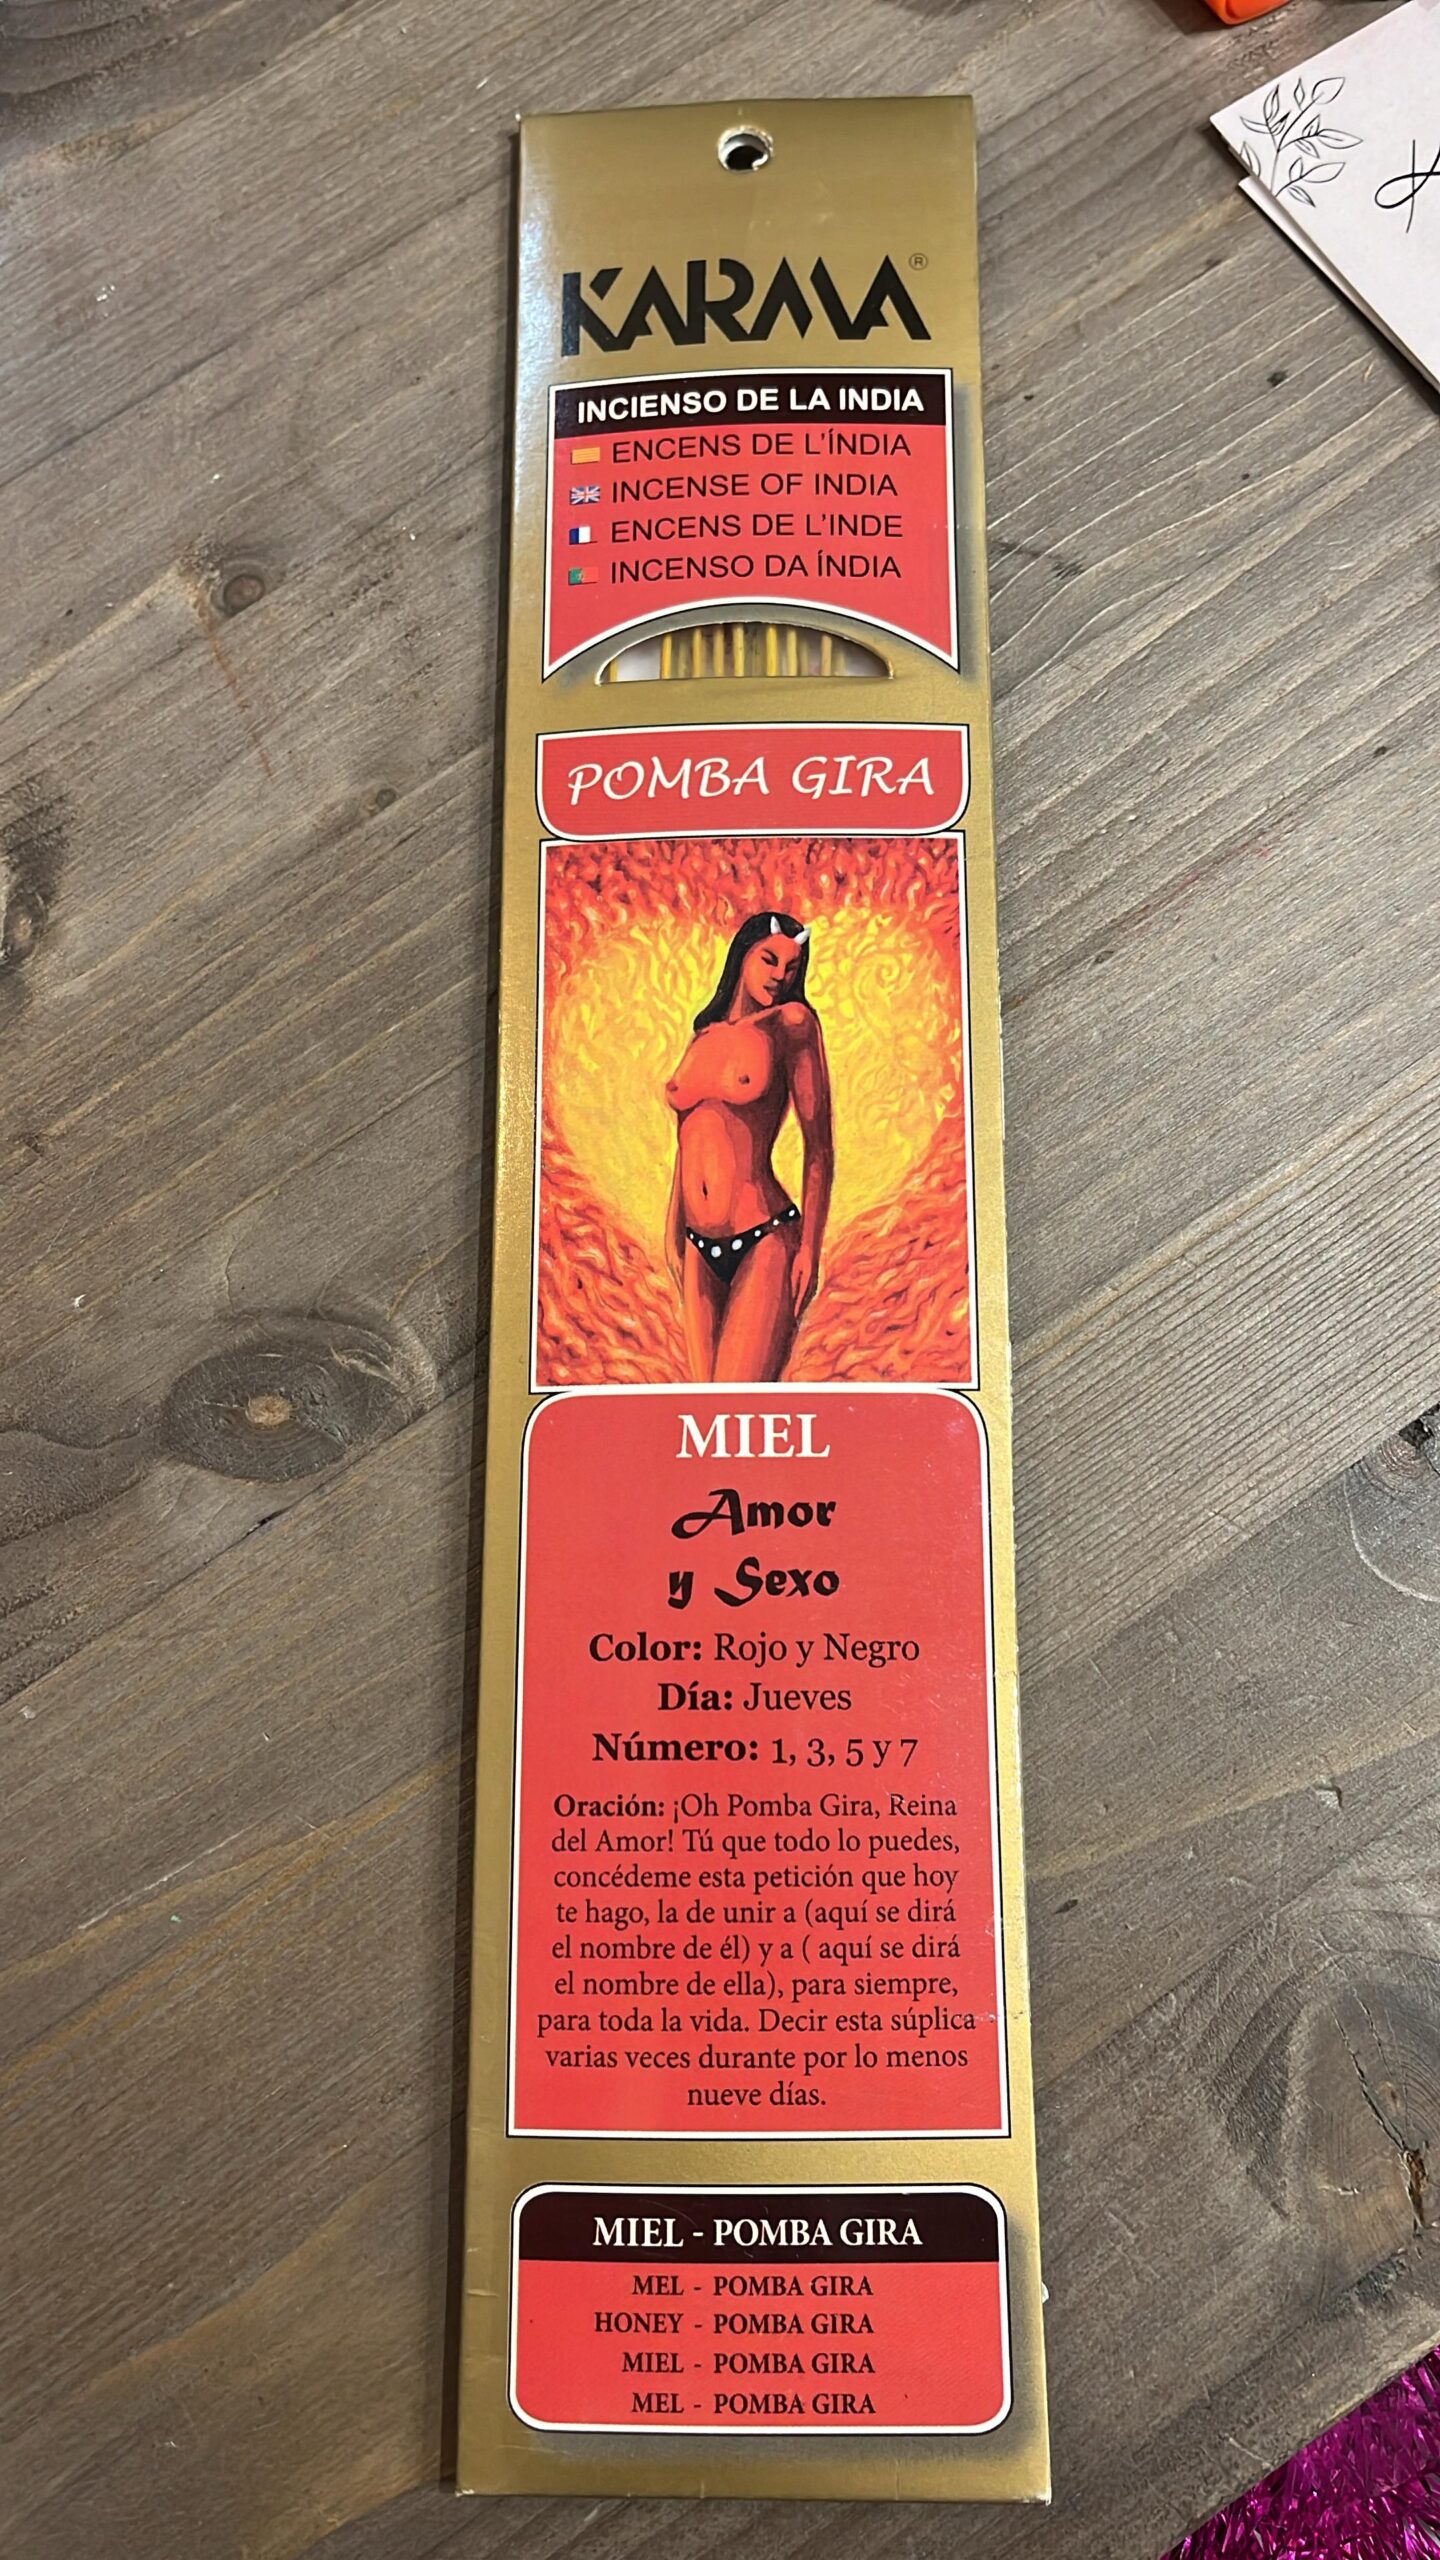 KARMA®
INCIENSO DE LA INDIA
ENCENS DE L'ÍNDIA
INCENSE OF INDIA
ENCENS DE L'INDE
INCENSO DA ÍNDIA
POMBA GIRA
MIEL
Amor
y Sexo
Color: Rojo y Negro
Día: Jueves
Número: 1, 3, 5 y 7
Oración: ¡Oh Pomba Gira, Reina
del Amor! Tú que todo lo puedes,
concédeme esta petición que hoy
te hago, la de unir a (aquí se dirá
el nombre de él) y a ( aquí se dirá
el nombre de ella), para siempre,
para toda la vida. Decir esta súplica
varias veces durante por lo menos
nueve días.
MIEL - POMBA GIRA
MEL - POMBA GIRA
HONEY - POMBA GIRA
MIEL - POMBA GIRA
MEL - POMBA GIRA